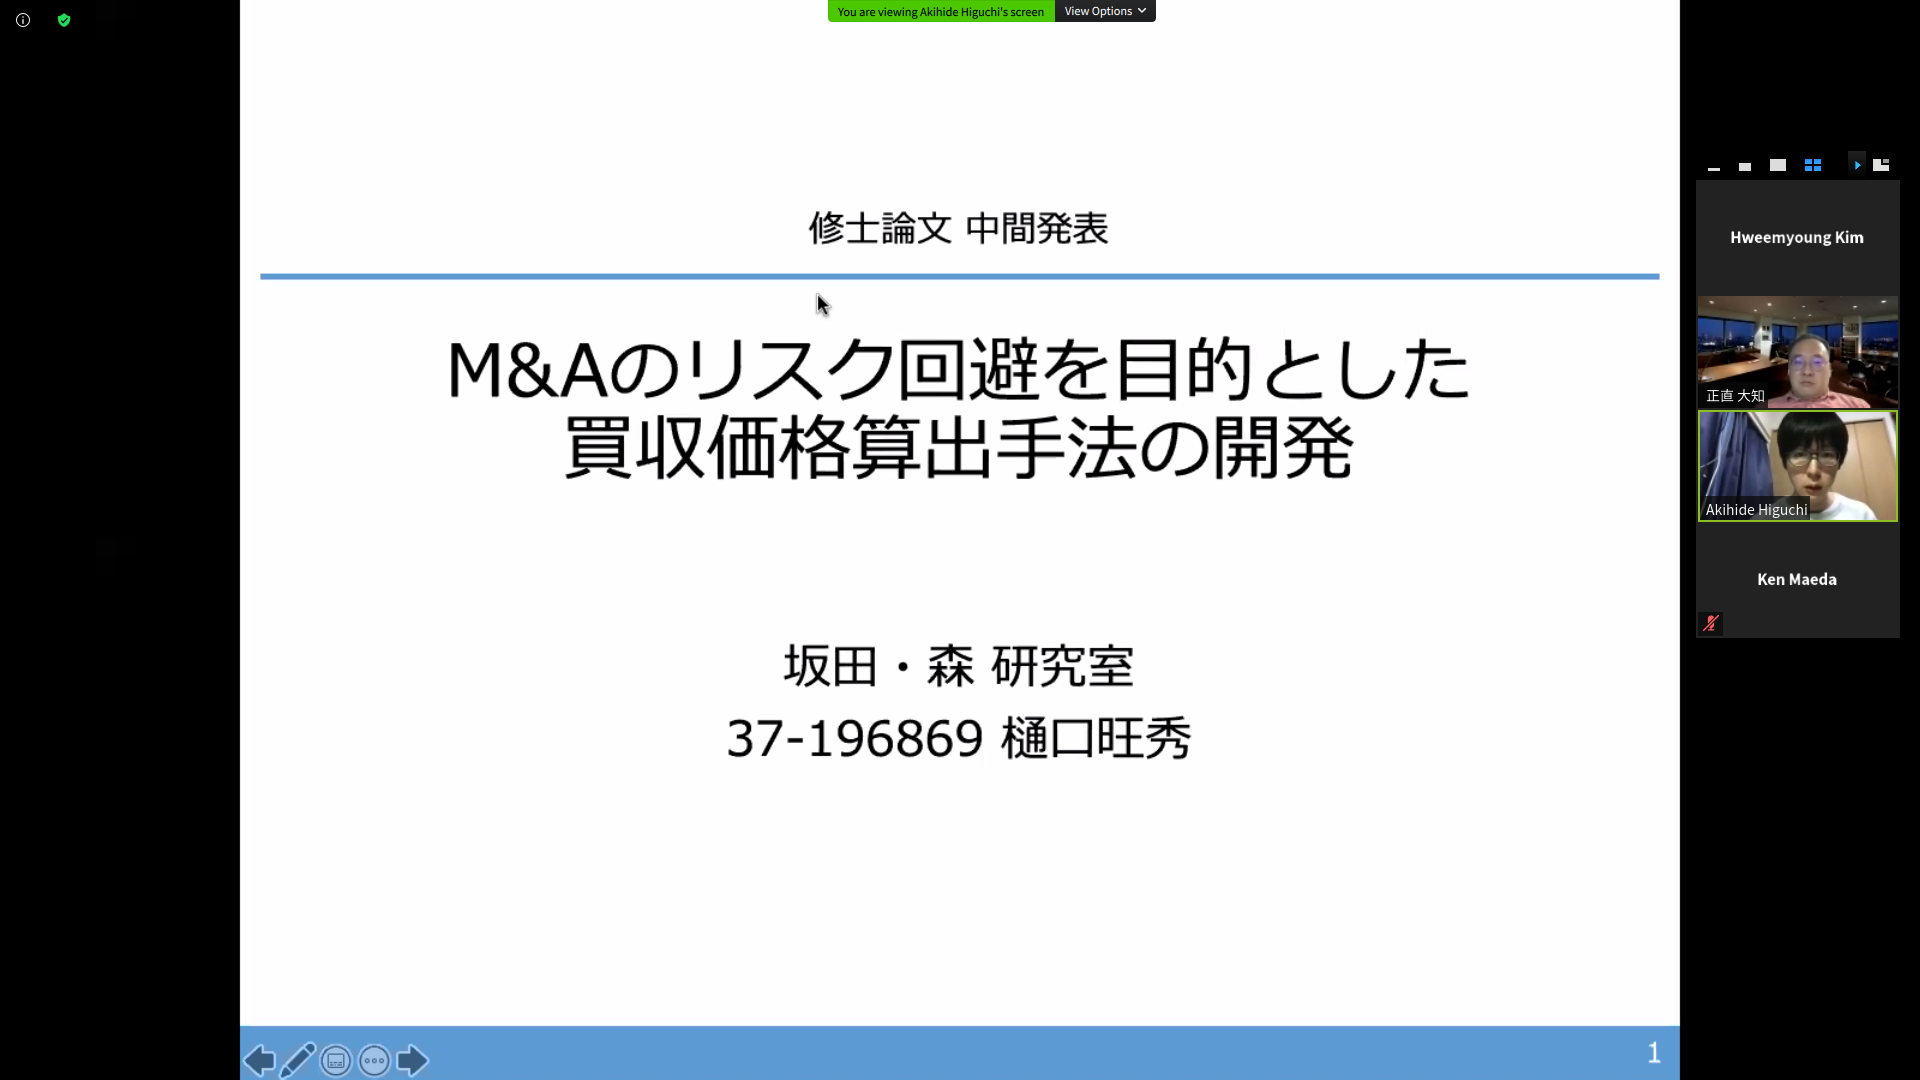 You are viewing Akihide Higuchi's screen
View Options
修士論文 中間発表
M&Aのリスク回避を目的とした
買収価格算出手法の開発
坂田・森 研究室
37-196869 樋口旺秀
1
Hweemyoung Kim
正直 大知
Akihide Higuchi
Ken Maeda